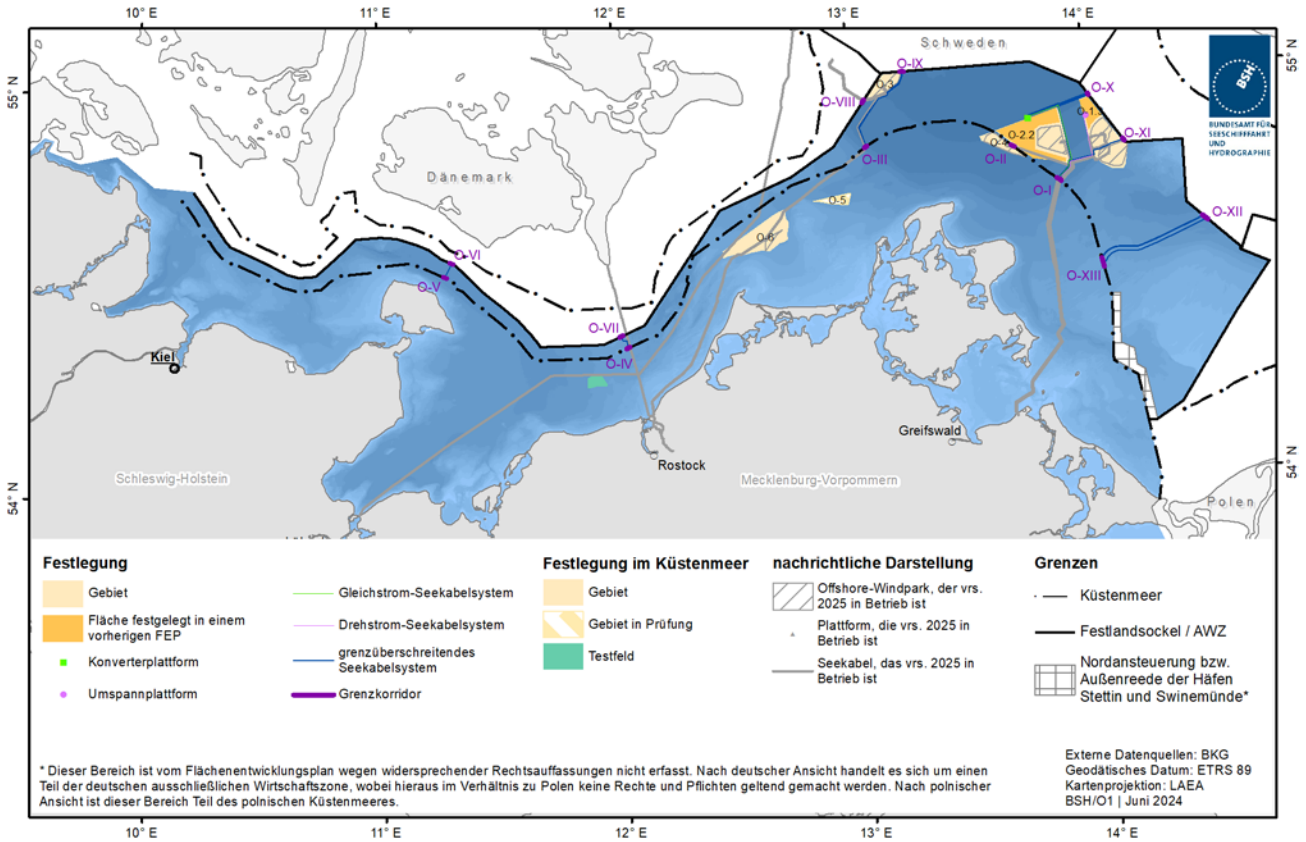 10° E
11° E
12° E
13° E
14° E
55° N
55° N
54° N
54° N
Schweden
Dänemark
Polen
Schleswig-Holstein
Mecklenburg-Vorpommern
Kiel
Rostock
Greifswald
O-IX
O-3
O-VIII
O-III
O-X
O-1
O-2.2
O-4
O-II
O-XI
O-I
O-XII
O-XIII
O-5
O-6
O-VI
O-V
O-VII
O-IV
BSH
BUNDESAMT FÜR
SEESCHIFFFAHRT
UND
HYDROGRAPHIE
Festlegung
Gebiet
Fläche festgelegt in einem
vorherigen FEP
Konverterplattform
Umspannplattform
Gleichstrom-Seekabelsystem
Drehstrom-Seekabelsystem
grenzüberschreitendes
Seekabelsystem
Grenzkorridor
Festlegung im Küstenmeer
Gebiet
Gebiet in Prüfung
Testfeld
nachrichtliche Darstellung
Offshore-Windpark, der vrs.
2025 in Betrieb ist
Plattform, die vrs. 2025 in
Betrieb ist
Seekabel, das vrs. 2025 in
Betrieb ist
Grenzen
Küstenmeer
Festlandsockel / AWZ
Nordansteuerung bzw.
Außenreede der Häfen
Stettin und Swinemünde*
* Dieser Bereich ist vom Flächenentwicklungsplan wegen widersprechender Rechtsauffassungen nicht erfasst. Nach deutscher Ansicht handelt es sich um einen
Teil der deutschen ausschließlichen Wirtschaftszone, wobei hieraus im Verhältnis zu Polen keine Rechte und Pflichten geltend gemacht werden. Nach polnischer
Ansicht ist dieser Bereich Teil des polnischen Küstenmeeres.
Externe Datenquellen: BKG
Geodätisches Datum: ETRS 89
Kartenprojektion: LAEA
BSH/O1 | Juni 2024
10° E
11° E
12° E
13° E
14° E